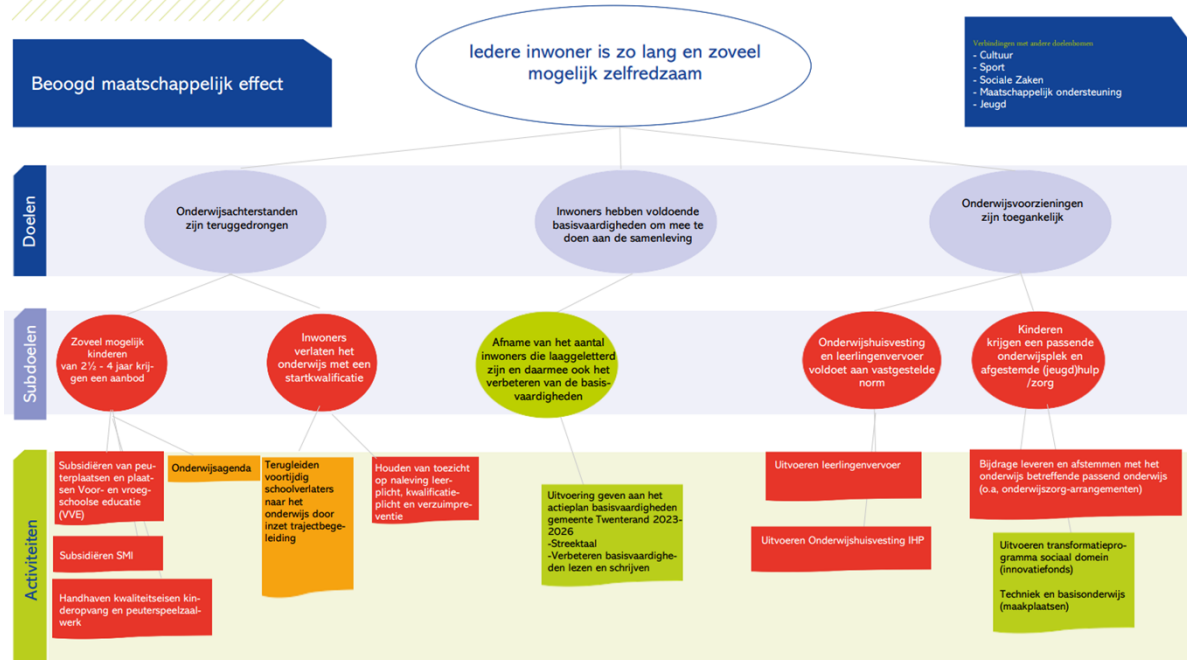 Beoogd maatschappelijk effect
Iedere inwoner is zo lang en zoveel
mogelijk zelfredzaam
Verbindingen met andere doelenbomen
- Cultuur
- Sport
- Sociale Zaken
- Maatschappelijk ondersteuning
- Jeugd
Doelen
Onderwijsachterstanden
zijn teruggedrongen
Inwoners hebben voldoende
basisvaardigheden om mee te
doen aan de samenleving
Onderwijsvoorzieningen
zijn toegankelijk
Subdoelen
Zoveel mogelijk
kinderen
van 2½ - 4 jaar krij-
gen een aanbod
Inwoners
verlaten het
onderwijs met een
startkwalificatie
Afname van het aantal
inwoners die laaggeletterd
zijn en daarmee ook het
verbeteren van de basis-
vaardigheden
Onderwijshuisvesting
en leerlingenvervoer
voldoet aan vastgestelde
norm
Kinderen
krijgen een passende
onderwijsplek en
afgestemde (jeugd)hulp
/zorg
Activiteiten
Subsidiëren van peu-
terplaatsen en plaat-
sen Voor- en vroeg-
schoolse educatie
(VVE)
Subsidiëren SMI
Handhaven kwaliteitseisen kin-
deropvang en peuterspeelzaal-
werk
Onderwijsagenda
Terugleiden
voortijdig
schoolverlaters
naar het
onderwijs door
inzet trajectbege-
leiding
Houden van toezicht
op naleving leer-
plicht, kwalificatie-
plicht en verzuimpre-
ventie
Uitvoering geven aan het
actieplan basisvaardigheden
gemeente Twenterand 2023-
2026
-Streektaal
-Verbeteren basisvaardighe-
den lezen en schrijven
Uitvoeren leerlingenvervoer
Uitvoeren Onderwijshuisvesting IHP
Bijdrage leveren en afstemmen met het
onderwijs betreffende passend onderwijs
(o.a, onderwijszorg-arrangementen)
Uitvoeren transformatiepro-
gramma sociaal domein
(innovatiefonds)
Techniek en basisonderwijs
(maakplaatsen)